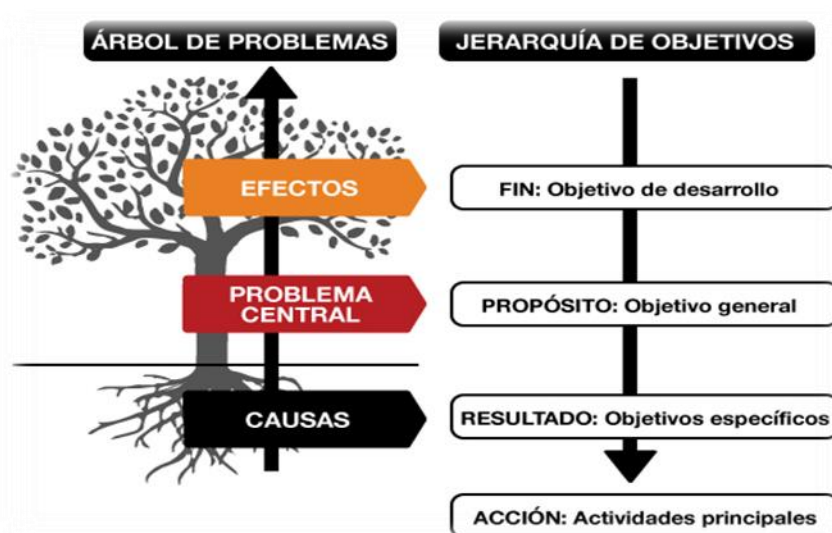 ÁRBOL DE PROBLEMAS
JERARQUÍA DE OBJETIVOS
EFECTOS
FIN: Objetivo de desarrollo
PROBLEMA
CENTRAL
PROPÓSITO: Objetivo general
CAUSAS
RESULTADO: Objetivos específicos
ACCIÓN: Actividades principales